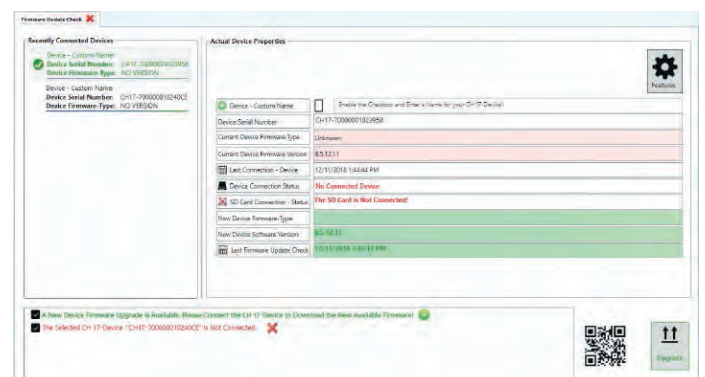 Firmware Update Check
Recently Connected Devices
Device - Custom Name:
Device Serial Number: CH17-70000001023958
Device Firmware-Type: NO VERSION
Device - Custom Name:
Device Serial Number: CH17-700000010240CE
Device Firmware-Type: NO VERSION
Actual Device Properties
Features
Device - Custom Name
Enable the Checkbox and Enter a Name for your CH 17-Device!
Device Serial Number
CH17-70000001023958
Current Device Firmware Type
Unknown
Current Device Firmware Version
8.5.12.11
Last Connection - Device
12/11/2018 1:44:44 PM
Device Connection Status
No Connected Device
SD Card Connection - Status
The SD Card is Not Connected!
New Device Firmware-Type
New Device Software Version
Last Firmware Update Check
A New Device Firmware Upgrade is Available. Please Connect the CH 17-Device to Download the New Available Firmware!
The Selected CH 17-Device "CH17-700000010240CE" is Not Connected.
Upgrade